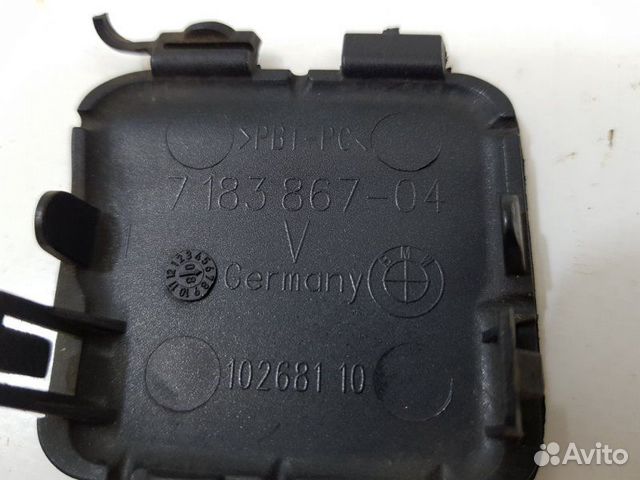 >PBT-PC<
7 183 867-04
V
Germany BMW
102681 10
Avito